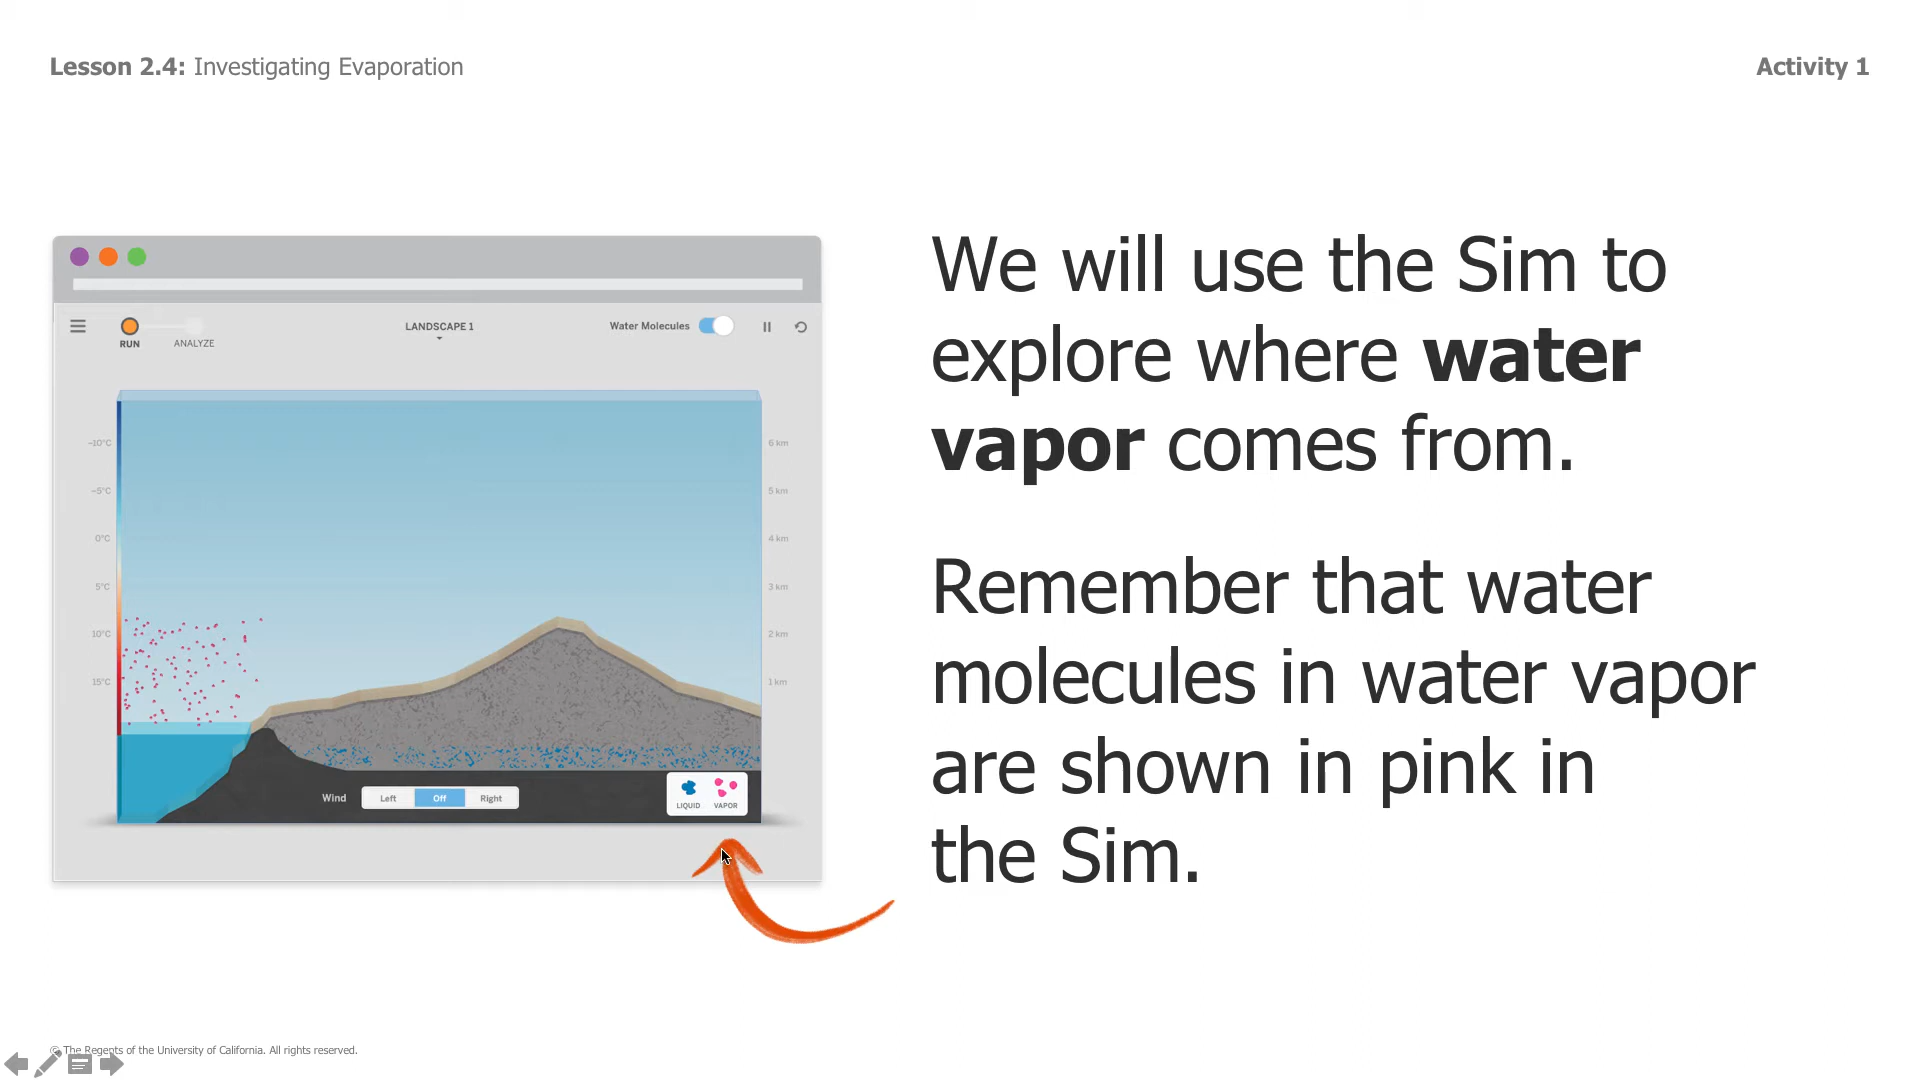 Lesson 2.4: Investigating Evaporation
Activity 1
We will use the Sim to
explore where water
vapor comes from.
Remember that water
molecules in water vapor
are shown in pink in
the Sim.
RUN
ANALYZE
LANDSCAPE 1
Water Molecules
-10°C
-5°C
0°C
5°C
10°C
15°C
6 km
5 km
4 km
3 km
2 km
1 km
Wind
Left
Off
Right
LIQUID
VAPOR
© The Regents of the University of California. All rights reserved.